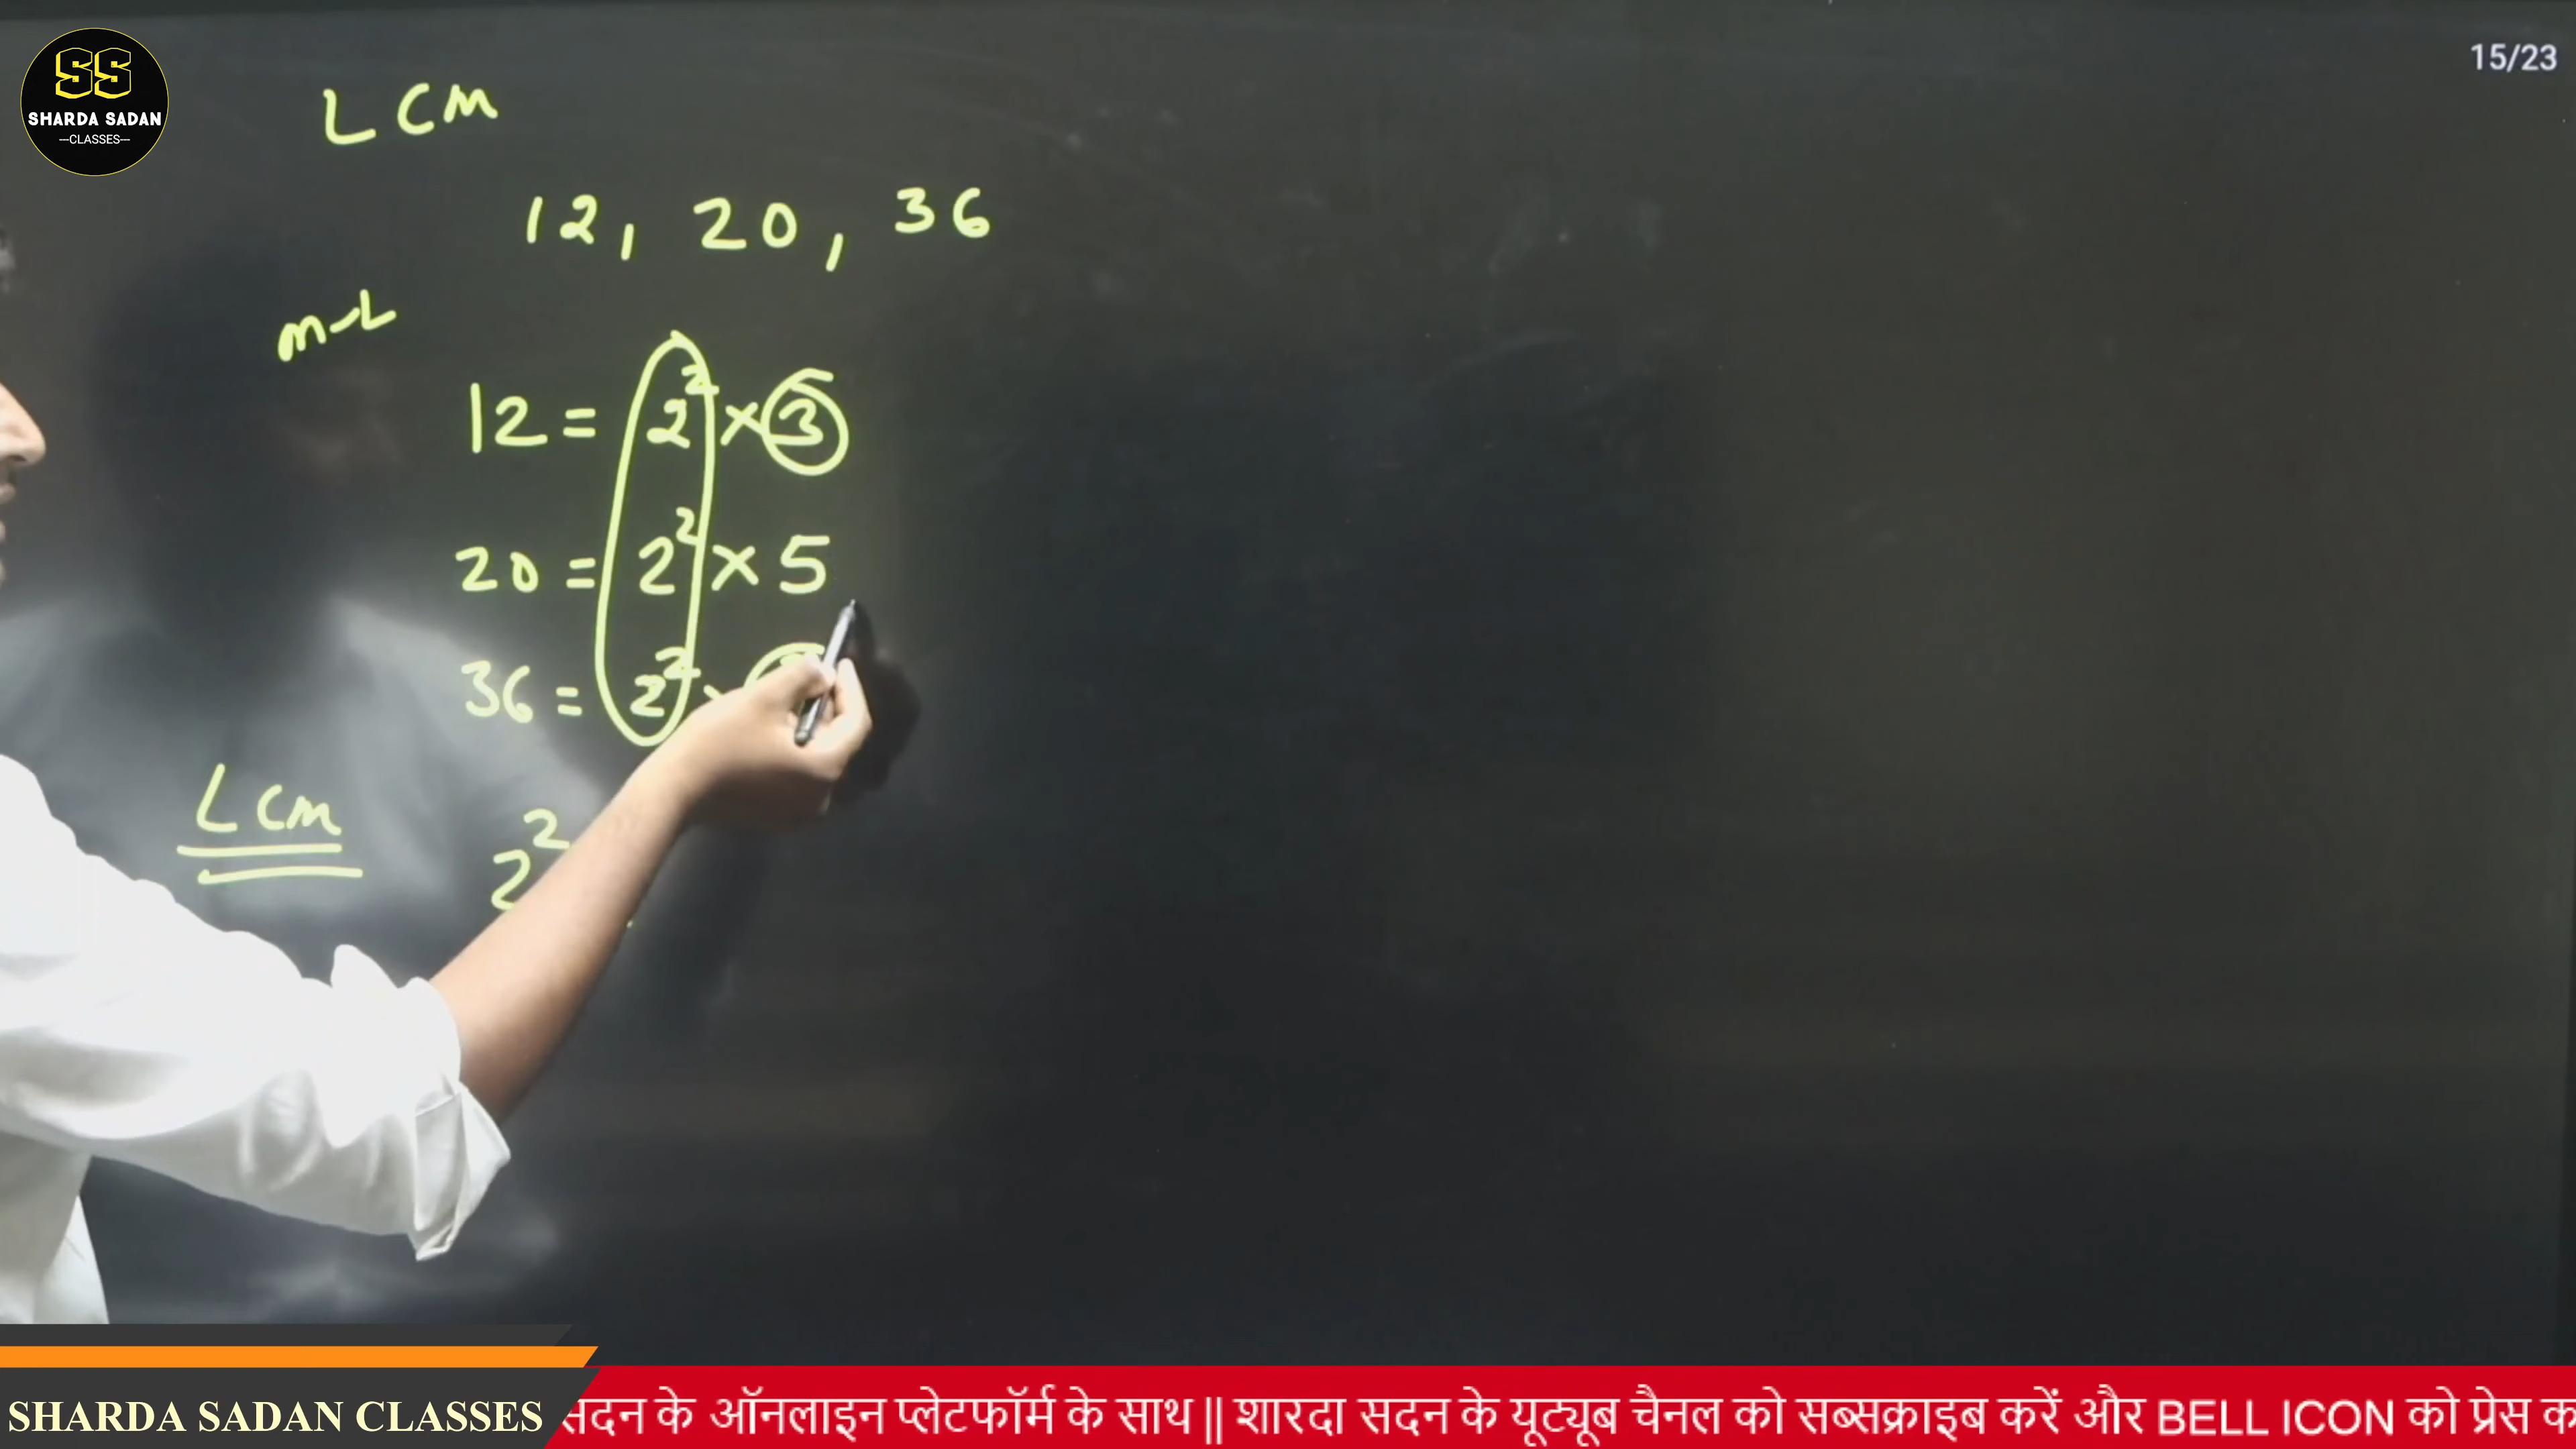 SS
SHARDA SADAN
—CLASSES—
15/23
LCM
12, 20, 36
12 = 2² × 3
20 = 2² × 5
36 = 2² ×
LCM 2²
SHARDA SADAN CLASSES
सदन के ऑनलाइन प्लेटफॉर्म के साथ || शारदा सदन के यूट्यूब चैनल को सब्सक्राइब करें और BELL ICON को प्रेस